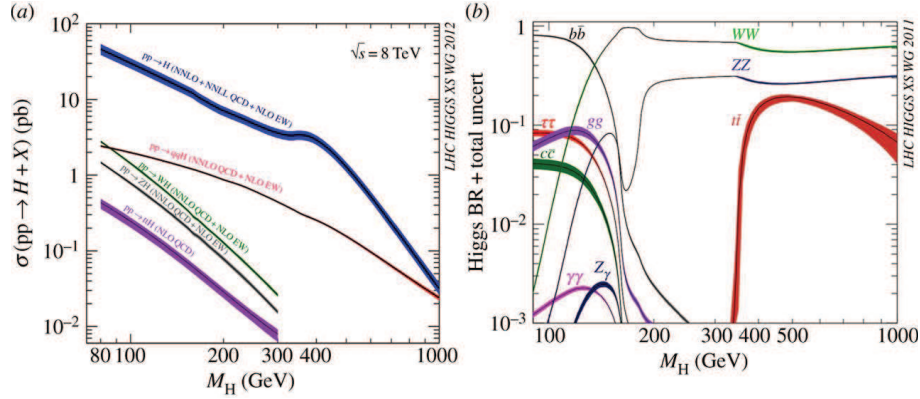 (a)
10²
10
1
10⁻¹
10⁻²
σ(pp → H + X) (pb)
√s = 8 TeV
pp→H (NNLO + NNLL QCD + NLO EW)
pp→qqH (NNLO QCD + NLO EW)
pp→WH (NNLO QCD + NLO EW)
pp→ZH (NNLO QCD + NLO EW)
pp→ttH (NLO QCD)
80 100 200 300 400 1000
M_H (GeV)
LHC HIGGS XS WG 2012
(b)
1
10⁻¹
10⁻²
10⁻³
Higgs BR + total uncert
bb̄
WW
ZZ
ττ
gg
cc̄
tt̄
γγ
Zγ
100 200 300 400 500 1000
M_H (GeV)
LHC HIGGS XS WG 2011